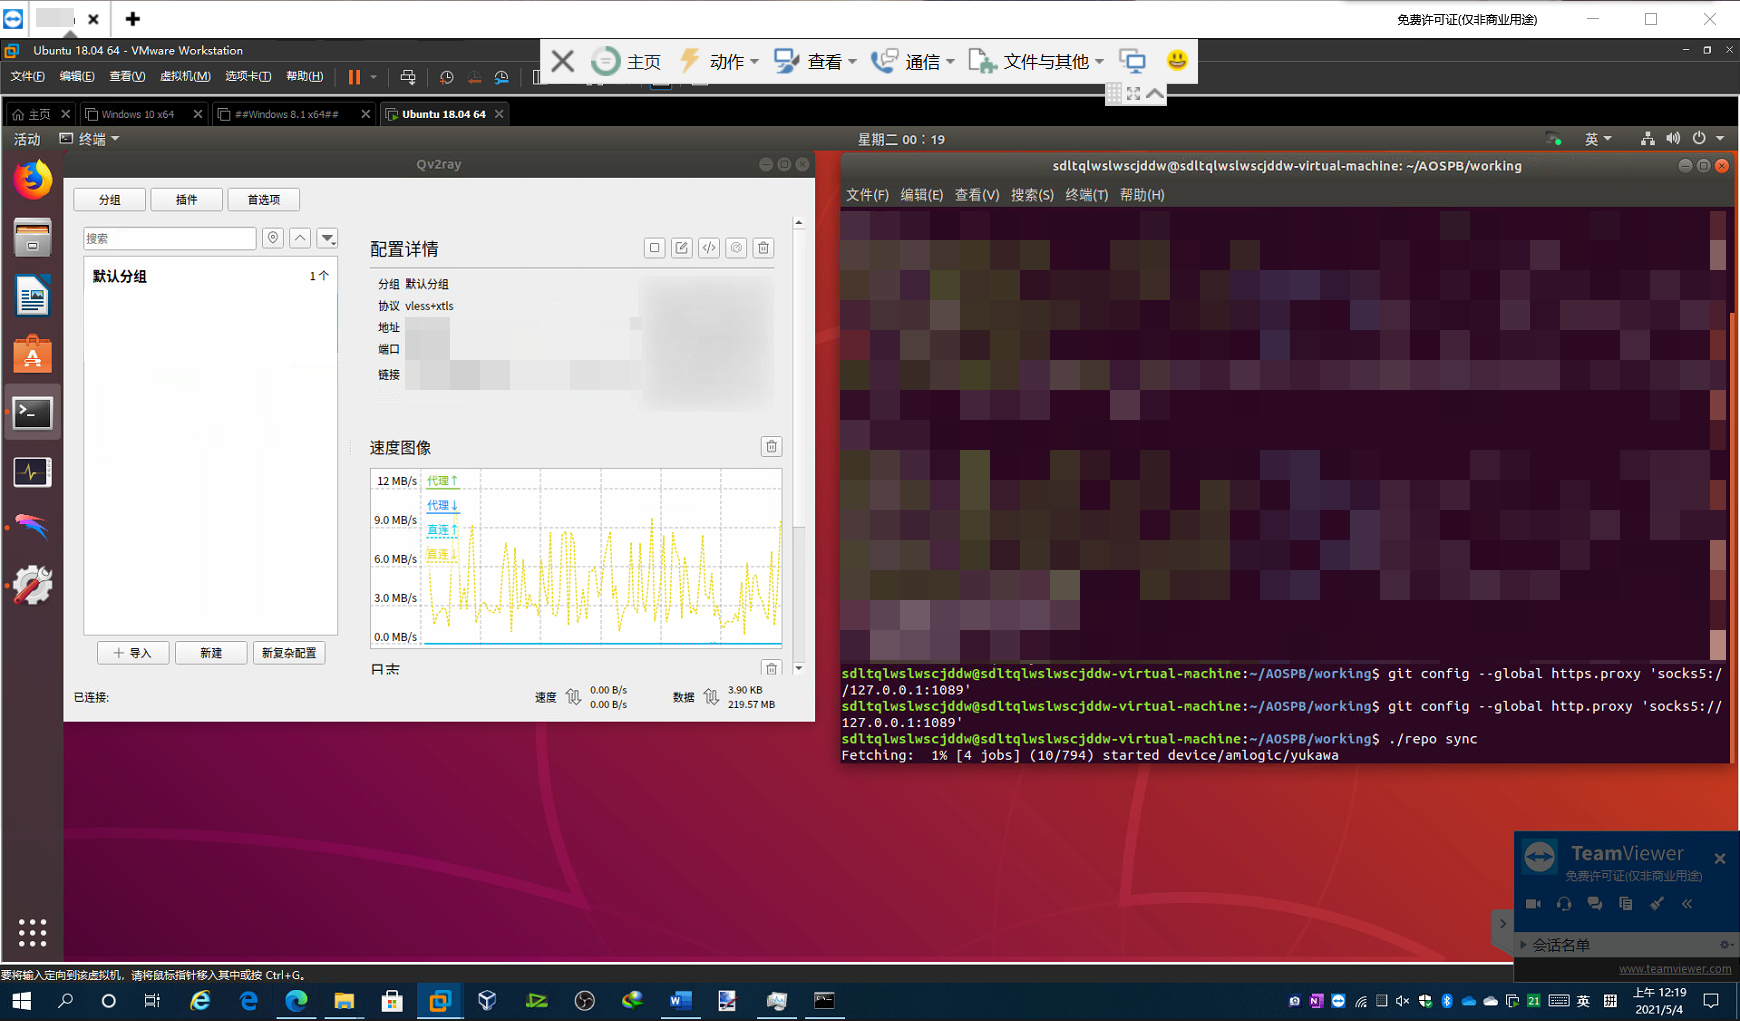 免费许可证(仅非商业用途)
Ubuntu 18.04 64 - VMware Workstation
文件(F) 编辑(E) 查看(V) 虚拟机(M) 选项卡(T) 帮助(H)
主页 动作 查看 通信 文件与其他
主页 Windows 10 x64 ##Windows 8.1 x64## Ubuntu 18.04 64
活动 终端 星期二 00：19 英
Qv2ray
分组 插件 首选项
搜索
默认分组 1个
配置详情
分组 默认分组
协议 vless+xtls
地址
端口
链接
速度图像
12 MB/s
9.0 MB/s
6.0 MB/s
3.0 MB/s
0.0 MB/s
代理↑
代理↓
直连↑
直连↓
日志
导入 新建 新复杂配置
已连接:
速度 0.00 B/s 0.00 B/s
数据 3.90 KB 219.57 MB
sdltqlwslwscjddw@sdltqlwslwscjddw-virtual-machine: ~/AOSPB/working
文件(F) 编辑(E) 查看(V) 搜索(S) 终端(T) 帮助(H)
sdltqlwslwscjddw@sdltqlwslwscjddw-virtual-machine:~/AOSPB/working$ git config --global https.proxy 'socks5:/
/127.0.0.1:1089'
sdltqlwslwscjddw@sdltqlwslwscjddw-virtual-machine:~/AOSPB/working$ git config --global http.proxy 'socks5://
127.0.0.1:1089'
sdltqlwslwscjddw@sdltqlwslwscjddw-virtual-machine:~/AOSPB/working$ ./repo sync
Fetching:  1% [4 jobs] (10/794) started device/amlogic/yukawa
TeamViewer
免费许可证(仅非商业用途)
会话名单
www.teamviewer.com
要将输入定向到该虚拟机，请将鼠标指针移入其中或按 Ctrl+G。
21 英 上午 12:19
2021/5/4